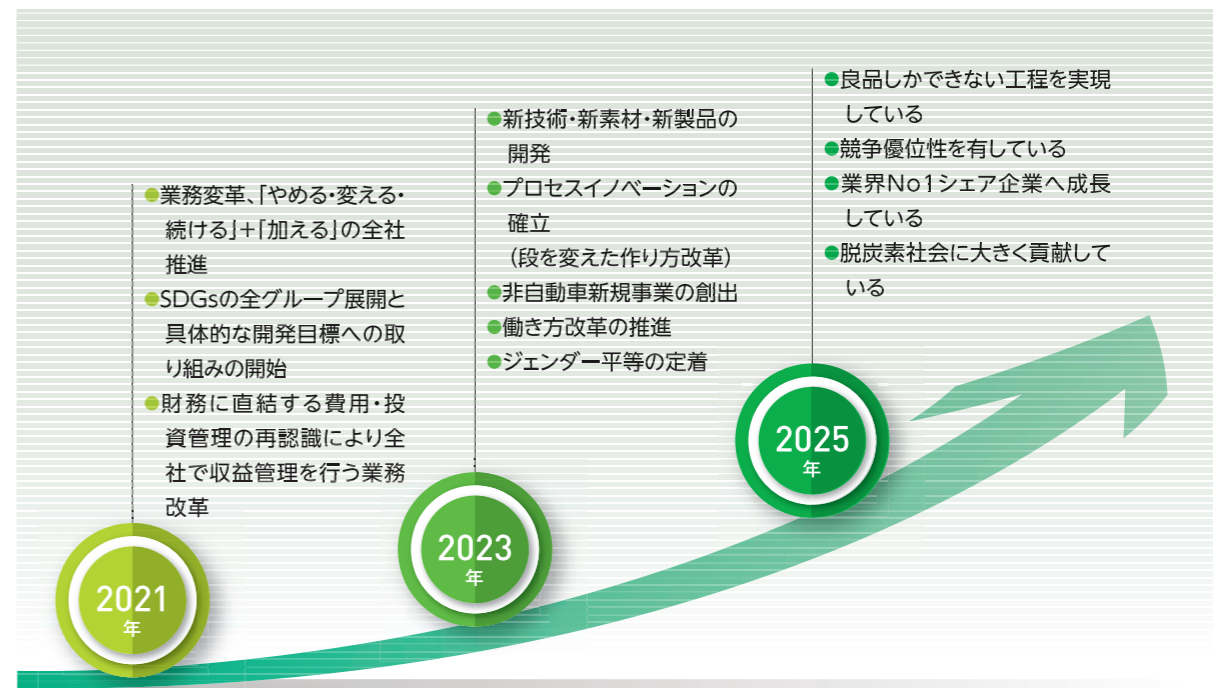 ●業務変革、「やめる・変える・
続ける」＋「加える」の全社
推進
●SDGsの全グループ展開と
具体的な開発目標への取
り組みの開始
●財務に直結する費用・投
資管理の再認識により全
社で収益管理を行う業務
改革
2021
年
●新技術・新素材・新製品の
開発
●プロセスイノベーションの
確立
（段を変えた作り方改革）
●非自動車新規事業の創出
●働き方改革の推進
●ジェンダー平等の定着
2023
年
●良品しかできない工程を実現
している
●競争優位性を有している
●業界No1シェア企業へ成長
している
●脱炭素社会に大きく貢献して
いる
2025
年